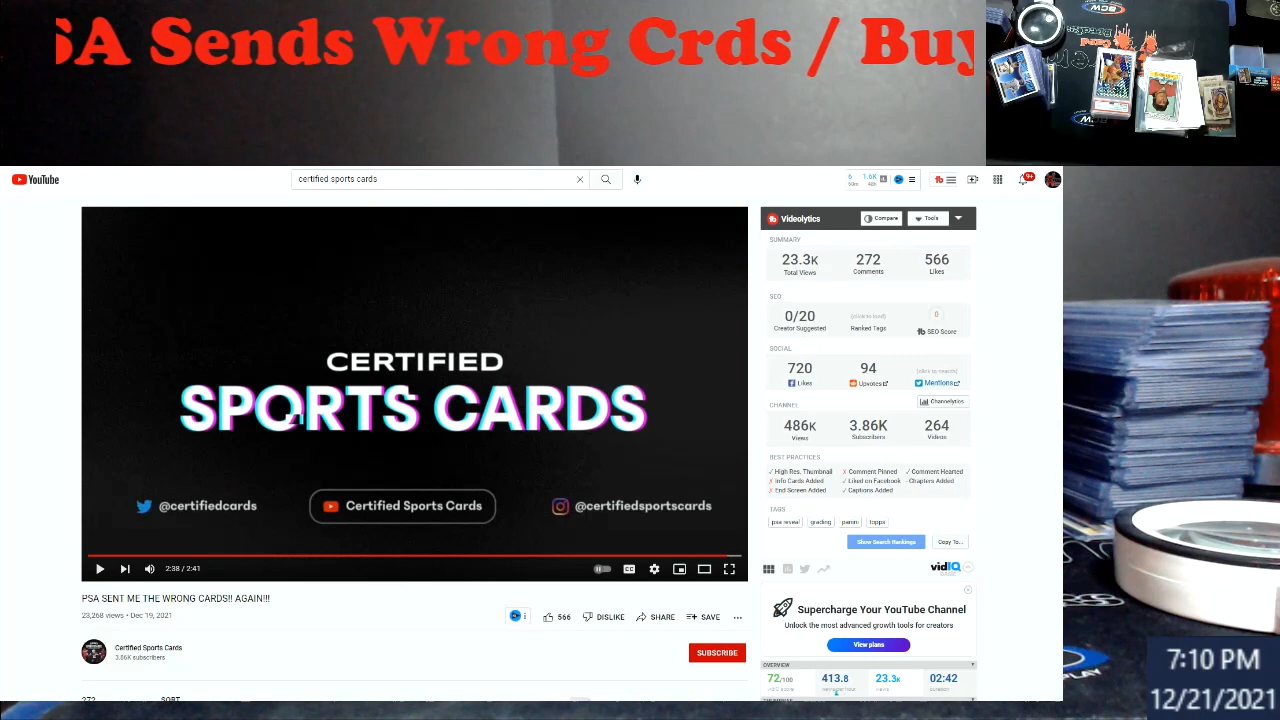 SA Sends Wrong Crds / Buy
YouTube
certified sports cards
6
1.6K
9+
CERTIFIED
SPORTS CARDS
@certifiedcards
Certified Sports Cards
@certifiedsportscards
2:38 / 2:41
PSA SENT ME THE WRONG CARDS!! AGAIN!!!
23,268 views • Dec 19, 2021
566
DISLIKE
SHARE
SAVE
Certified Sports Cards
3.86K subscribers
SUBSCRIBE
SORT
Videolytics
Compare
Tools
SUMMARY
23.3K 272 566
Total Views Comments Likes
SEO
0/20 0
Creator Suggested Ranked Tags SEO Score
SOCIAL
720 94
Likes Upvotes Mentions
CHANNEL
Channelytics
486K 3.86K 264
Views Subscribers Videos
BEST PRACTICES
✓ High Res. Thumbnail ✗ Comment Pinned ✓ Comment Hearted
✗ Info Cards Added ✓ Liked on Facebook - Chapters Added
✗ End Screen Added ✓ Captions Added
TAGS
psa reveal grading panini topps
Show Search Rankings
Copy To...
vidIQ
Supercharge Your YouTube Channel
Unlock the most advanced growth tools for creators
View plans
OVERVIEW
72/100 413.8 23.3K 02:42
7:10 PM
12/21/2021